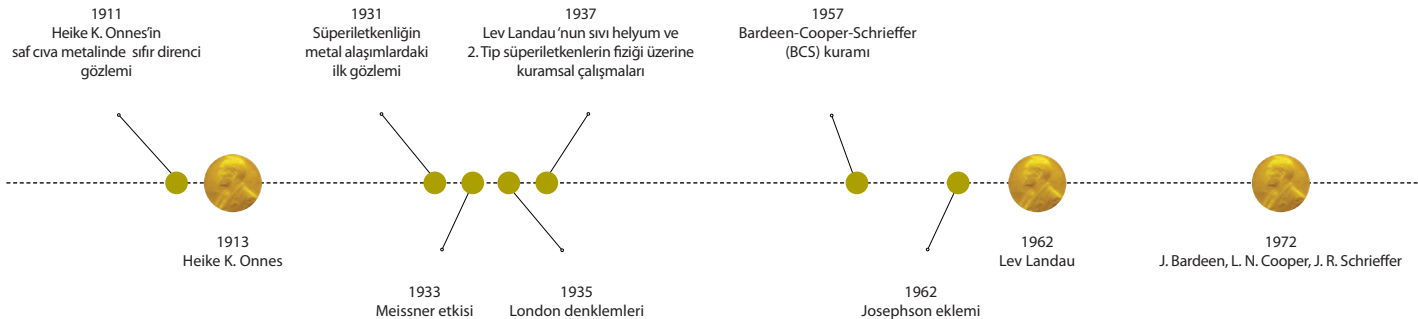 1911
Heike K. Onnes'in
saf cıva metalinde sıfır direnci
gözlemi
1931
Süperiletkenliğin
metal alaşımlardaki
ilk gözlemi
1937
Lev Landau 'nun sıvı helyum ve
2. Tip süperiletkenlerin fiziği üzerine
kuramsal çalışmaları
1957
Bardeen-Cooper-Schrieffer
(BCS) kuramı
1913
Heike K. Onnes
1933
Meissner etkisi
1935
London denklemleri
1962
Josephson eklemi
1962
Lev Landau
1972
J. Bardeen, L. N. Cooper, J. R. Schrieffer